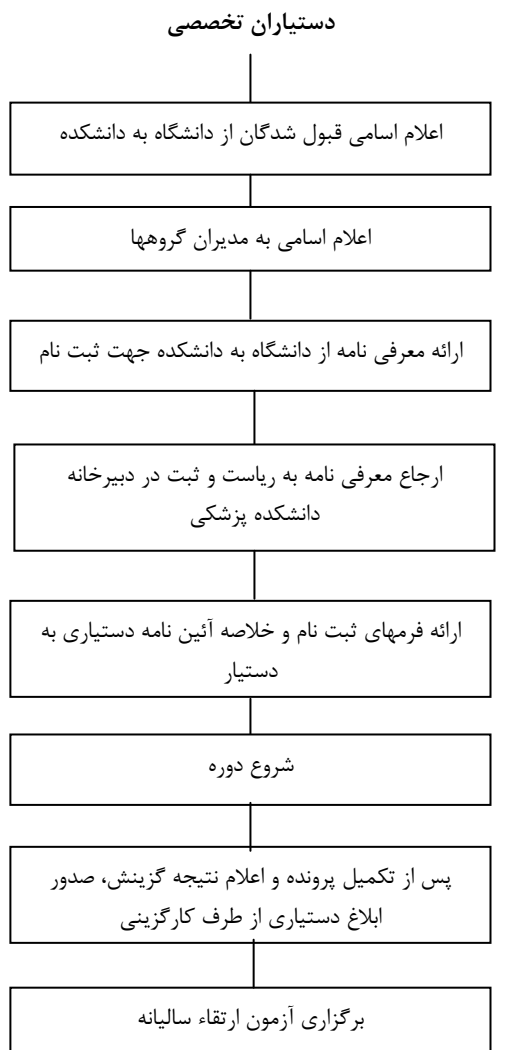 دستیاران تخصصی
اعلام اسامی قبول شدگان از دانشگاه به دانشکده
اعلام اسامی به مدیران گروهها
ارائه معرفی نامه از دانشگاه به دانشکده جهت ثبت نام
ارجاع معرفی نامه به ریاست و ثبت در دبیرخانه
دانشکده پزشکی
ارائه فرمهای ثبت نام و خلاصه آئین نامه دستیاری به
دستیار
شروع دوره
پس از تکمیل پرونده و اعلام نتیجه گزینش، صدور
ابلاغ دستیاری از طرف کارگزینی
برگزاری آزمون ارتقاء سالیانه